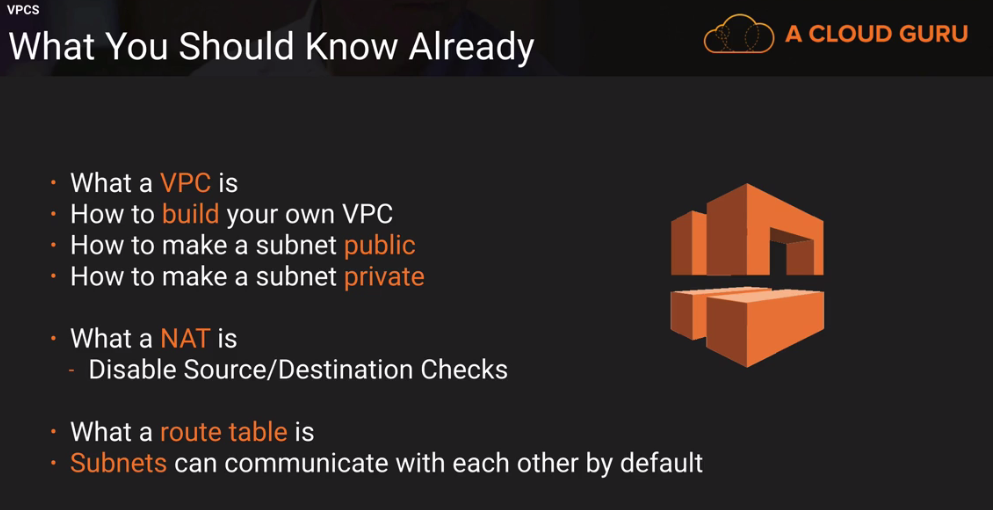 VPCS
What You Should Know Already
A CLOUD GURU
• What a VPC is
• How to build your own VPC
• How to make a subnet public
• How to make a subnet private
• What a NAT is
- Disable Source/Destination Checks
• What a route table is
• Subnets can communicate with each other by default